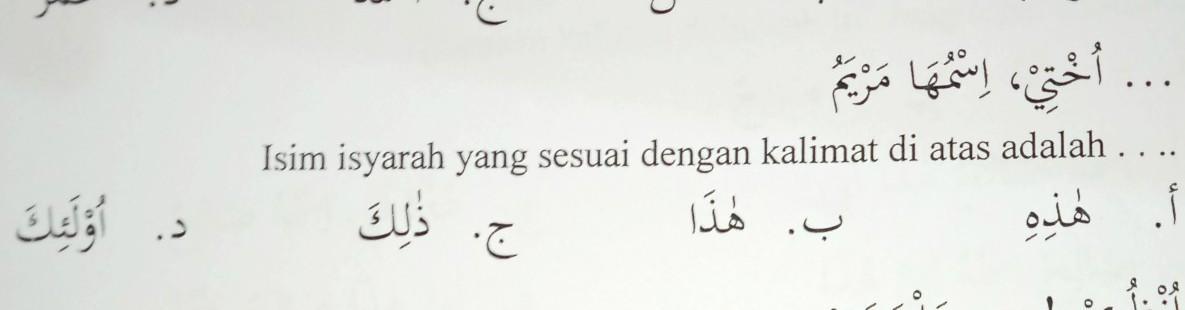 ... أُخْتِيْ، اِسْمُهَا مَرْيَمُ
Isim isyarah yang sesuai dengan kalimat di atas adalah . . ..
أ. هٰذِهِ ب. هٰذَا ج. ذٰلِكَ د. أُوْلَئِكَ